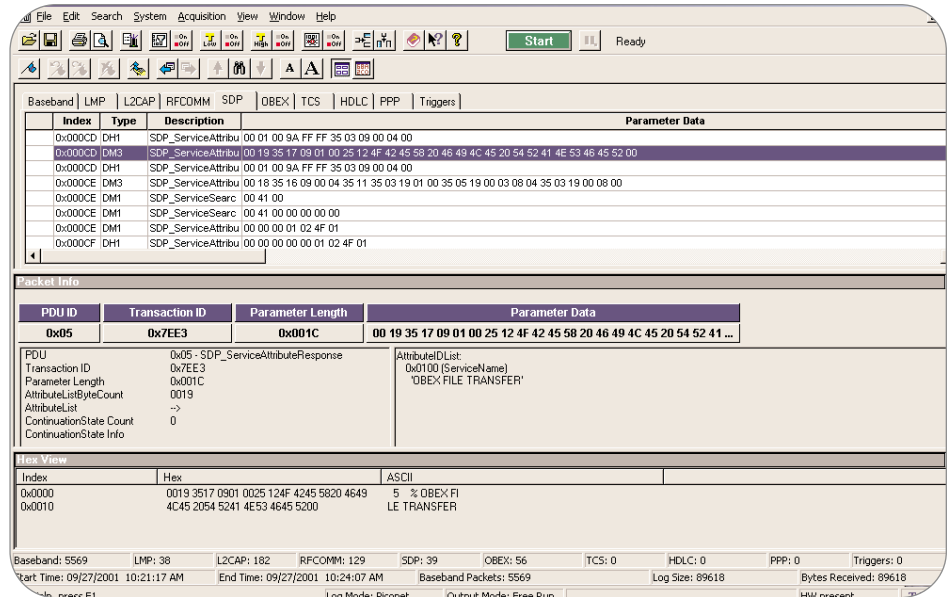 File Edit Search System Acquisition View Window Help
On Off Low On Off High On Off On Off Start Ready
A A
Baseband LMP L2CAP RFCOMM SDP OBEX TCS HDLC PPP Triggers
Index Type Description Parameter Data
0x000CD DH1 SDP_ServiceAttribu 00 01 00 9A FF FF 35 03 09 00 04 00
0x000CD DM3 SDP_ServiceAttribu 00 19 35 17 09 01 00 25 12 4F 42 45 58 20 46 49 4C 45 20 54 52 41 4E 53 46 45 52 00
0x000CD DH1 SDP_ServiceAttribu 00 01 00 9A FF FF 35 03 09 00 04 00
0x000CE DM3 SDP_ServiceAttribu 00 18 35 16 09 00 04 35 11 35 03 19 01 00 35 05 19 00 03 08 04 35 03 19 00 08 00
0x000CE DM1 SDP_ServiceSearc 00 41 00
0x000CE DM1 SDP_ServiceSearc 00 41 00 00 00 00 00
0x000CE DM1 SDP_ServiceAttribu 00 00 00 01 02 4F 01
0x000CF DH1 SDP_ServiceAttribu 00 00 00 00 00 01 02 4F 01
Packet Info
PDU ID Transaction ID Parameter Length Parameter Data
0x05 0x7EE3 0x001C 00 19 35 17 09 01 00 25 12 4F 42 45 58 20 46 49 4C 45 20 54 52 41 ...
PDU 0x05 - SDP_ServiceAttributeResponse AttributeIDList:
Transaction ID 0x7EE3 0x0100 (ServiceName)
Parameter Length 0x001C 'OBEX FILE TRANSFER'
AttributeListByteCount 0019
AttributeList -->
ContinuationState Count 0
ContinuationState Info
Hex View
Index Hex ASCII
0x0000 0019 3517 0901 0025 124F 4245 5820 4649 5 % OBEX FI
0x0010 4C45 2054 5241 4E53 4645 5200 LE TRANSFER
Baseband: 5569 LMP: 38 L2CAP: 182 RFCOMM: 129 SDP: 39 OBEX: 56 TCS: 0 HDLC: 0 PPP: 0 Triggers: 0
Start Time: 09/27/2001 10:21:17 AM End Time: 09/27/2001 10:24:07 AM Baseband Packets: 5569 Log Size: 89618 Bytes Received: 89618
press F1 Log Mode: Piconet Output Mode: Free Run HW present